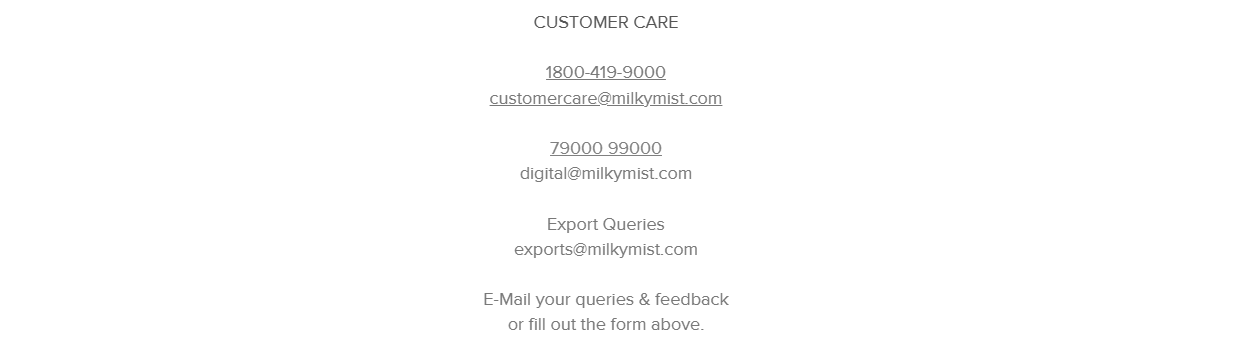 CUSTOMER CARE
1800-419-9000
customercare@milkymist.com
79000 99000
digital@milkymist.com
Export Queries
exports@milkymist.com
E-Mail your queries & feedback
or fill out the form above.